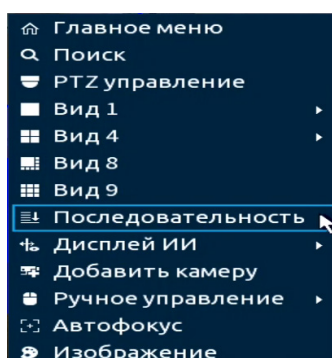 Главное меню
Поиск
PTZ управление
Вид 1
Вид 4
Вид 8
Вид 9
Последовательность
Дисплей ИИ
Добавить камеру
Ручное управление
Автофокус
Изображение